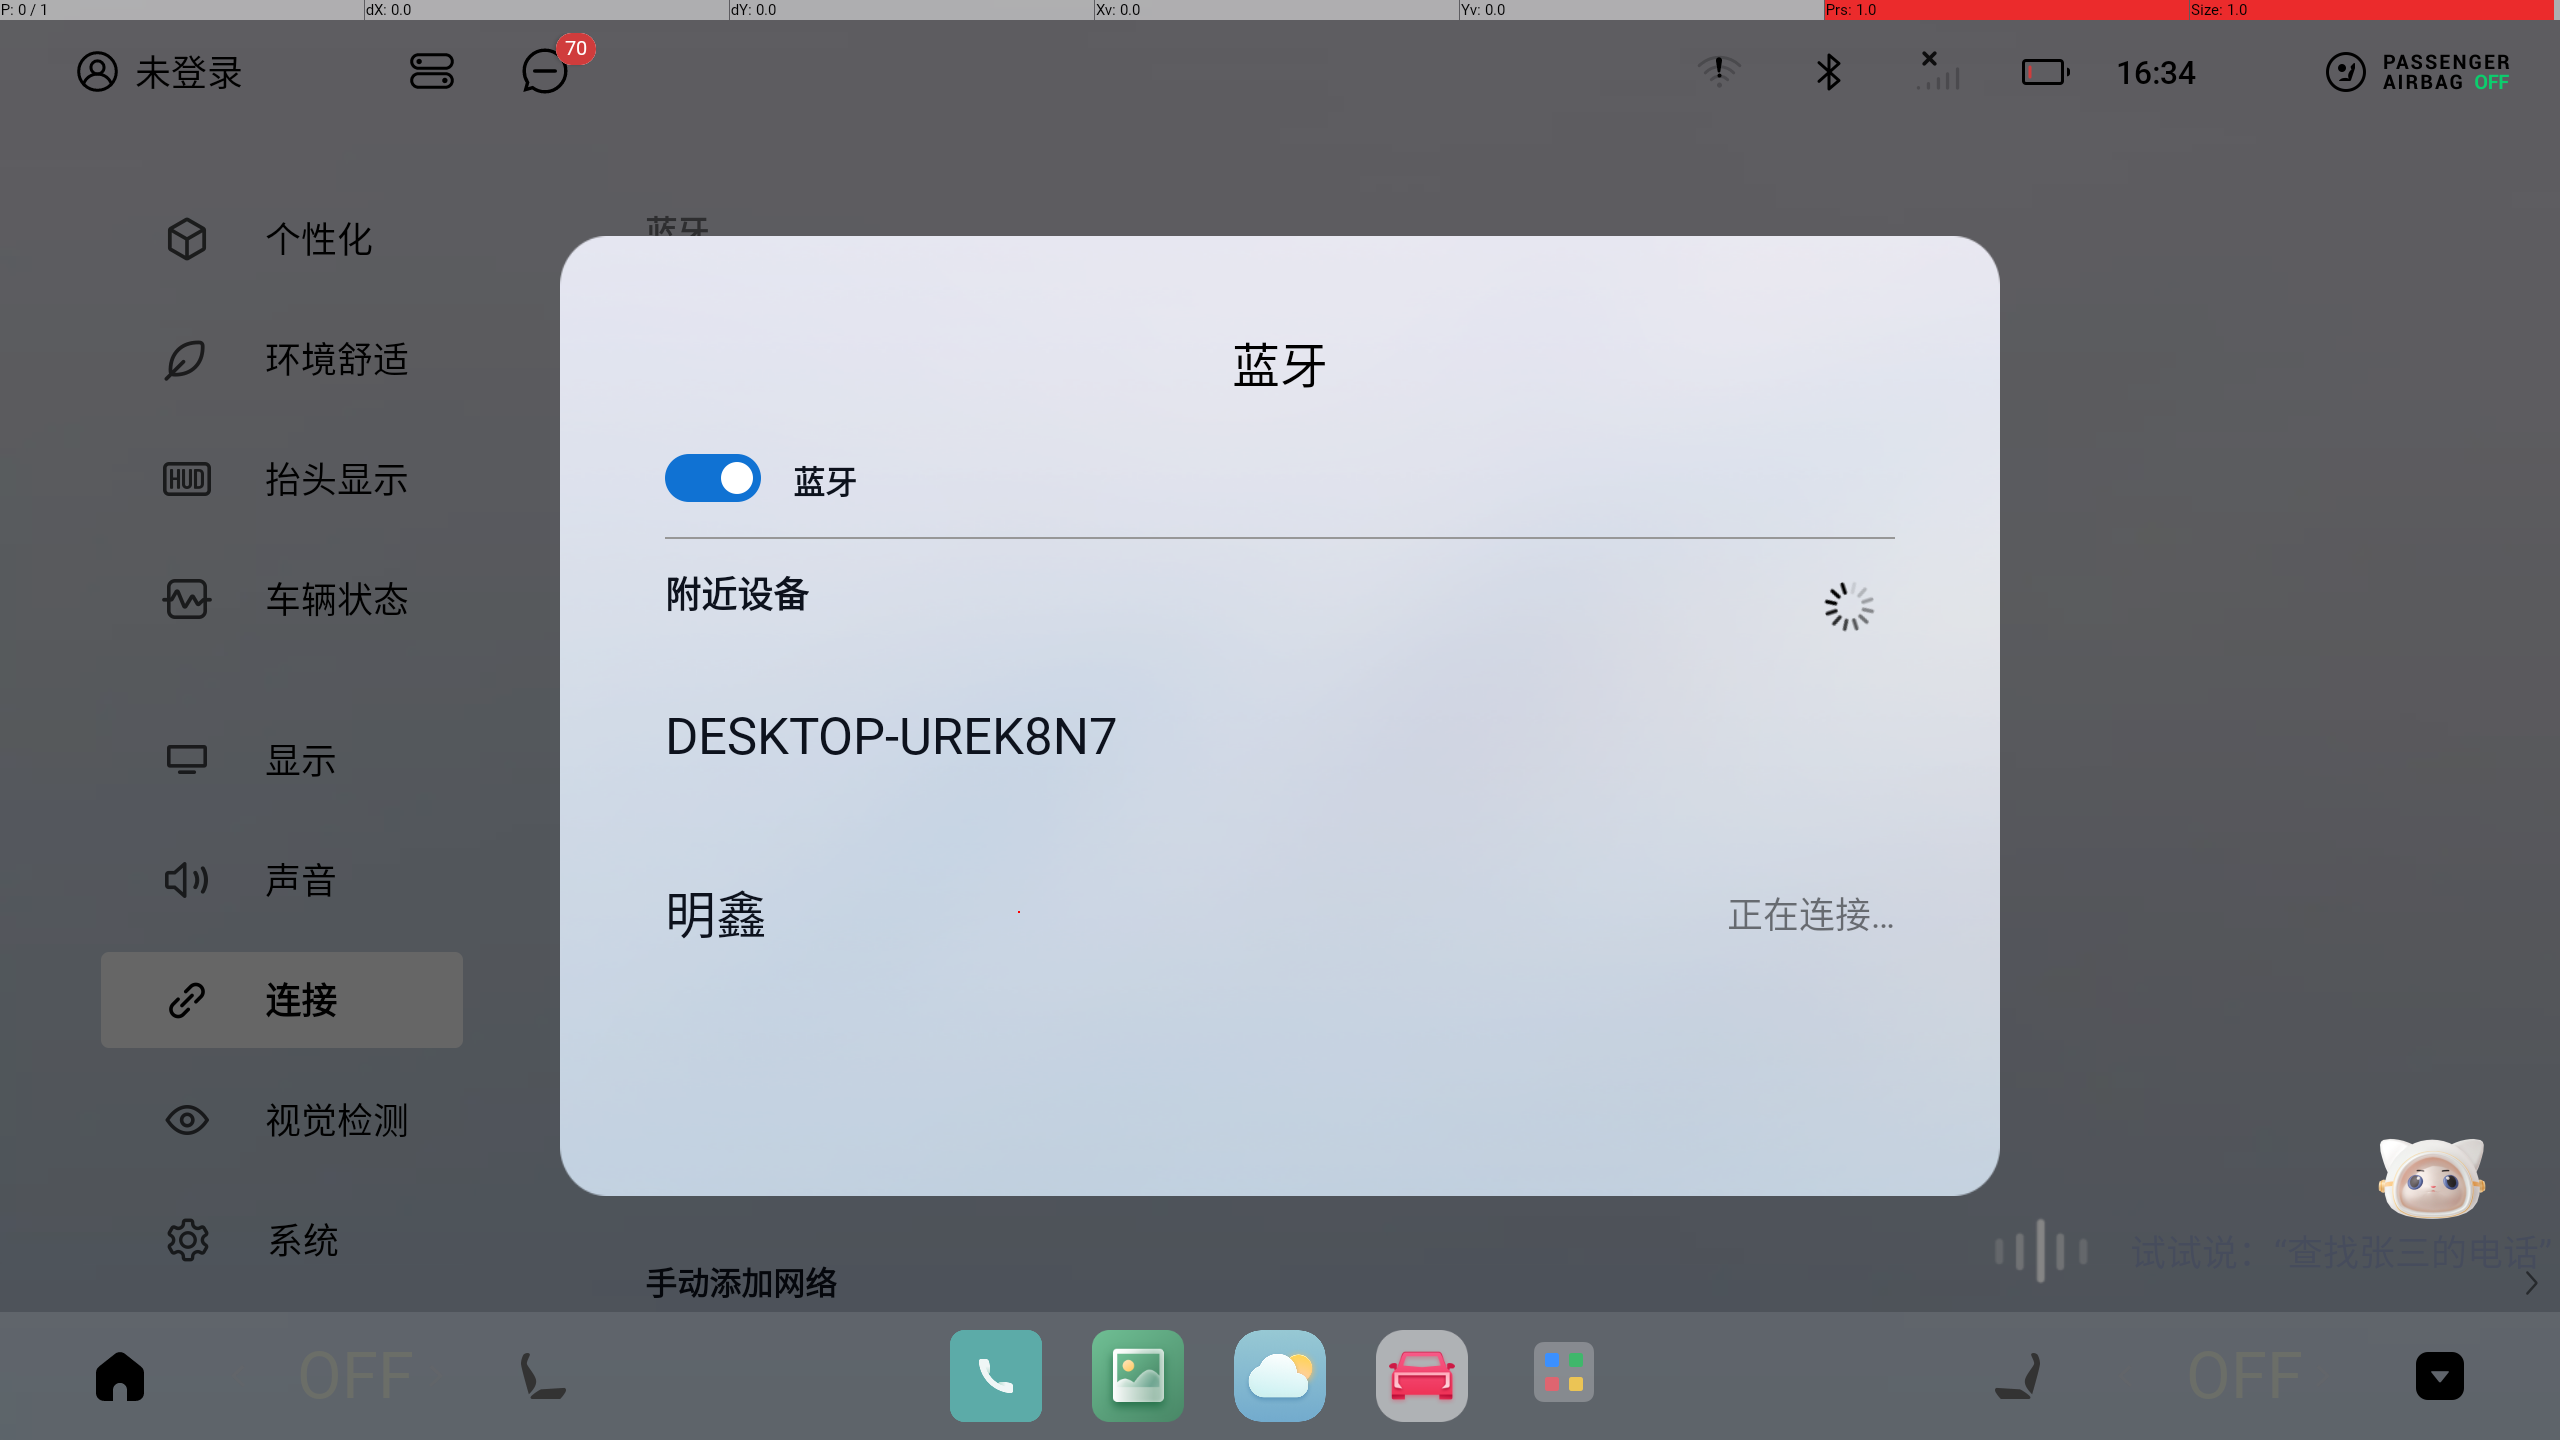 P: 0 / 1 dX: 0.0 dY: 0.0 Xv: 0.0 Yv: 0.0 Prs: 1.0 Size: 1.0
未登录 70 16:34 PASSENGER AIRBAG OFF
个性化
环境舒适
HUD 抬头显示
车辆状态
显示
声音
连接
视觉检测
系统
蓝牙
蓝牙
蓝牙
附近设备
DESKTOP-UREK8N7
明鑫 正在连接...
手动添加网络
试试说：“查找张三的电话”
OFF OFF